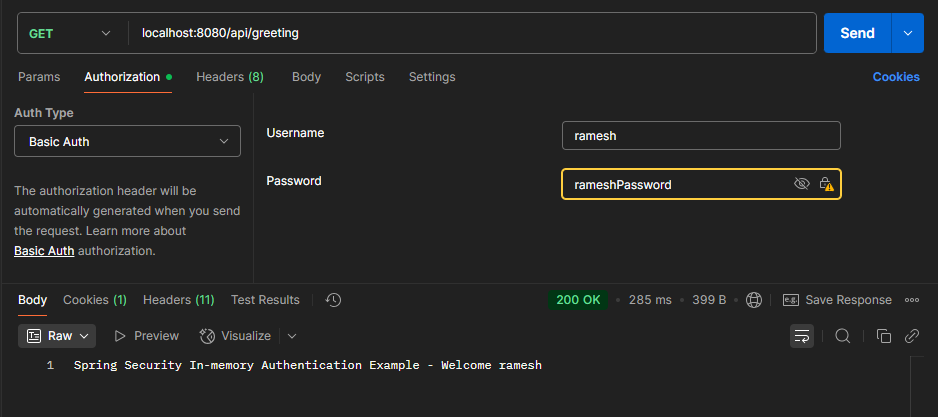 GET localhost:8080/api/greeting Send
Params Authorization Headers (8) Body Scripts Settings Cookies
Auth Type
Basic Auth
The authorization header will be
automatically generated when you send
the request. Learn more about
Basic Auth authorization.
Username ramesh
Password rameshPassword
Body Cookies (1) Headers (11) Test Results 200 OK • 285 ms • 399 B e.g. Save Response
Raw Preview Visualize
1 Spring Security In-memory Authentication Example - Welcome ramesh